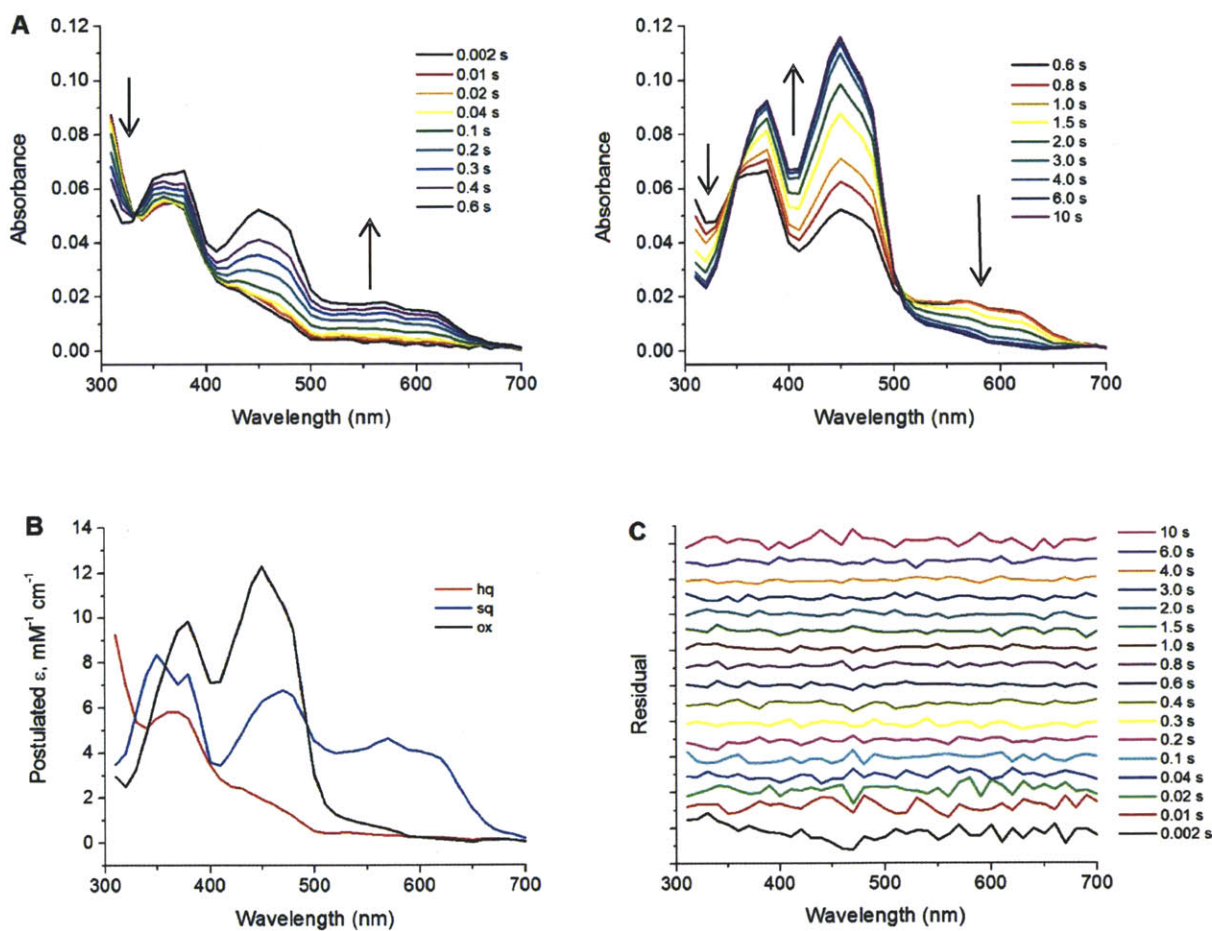 A
0.12
0.10
0.08
0.06
0.04
0.02
0.00
Absorbance
300 400 500 600 700
Wavelength (nm)
0.002 s
0.01 s
0.02 s
0.04 s
0.1 s
0.2 s
0.3 s
0.4 s
0.6 s
0.12
0.10
0.08
0.06
0.04
0.02
0.00
Absorbance
300 400 500 600 700
Wavelength (nm)
0.6 s
0.8 s
1.0 s
1.5 s
2.0 s
3.0 s
4.0 s
6.0 s
10 s
B
14
12
10
8
6
4
2
0
Postulated ε, mM⁻¹ cm⁻¹
300 400 500 600 700
Wavelength (nm)
hq
sq
ox
C
Residual
300 400 500 600 700
Wavelength (nm)
10 s
6.0 s
4.0 s
3.0 s
2.0 s
1.5 s
1.0 s
0.8 s
0.6 s
0.4 s
0.3 s
0.2 s
0.1 s
0.04 s
0.02 s
0.01 s
0.002 s